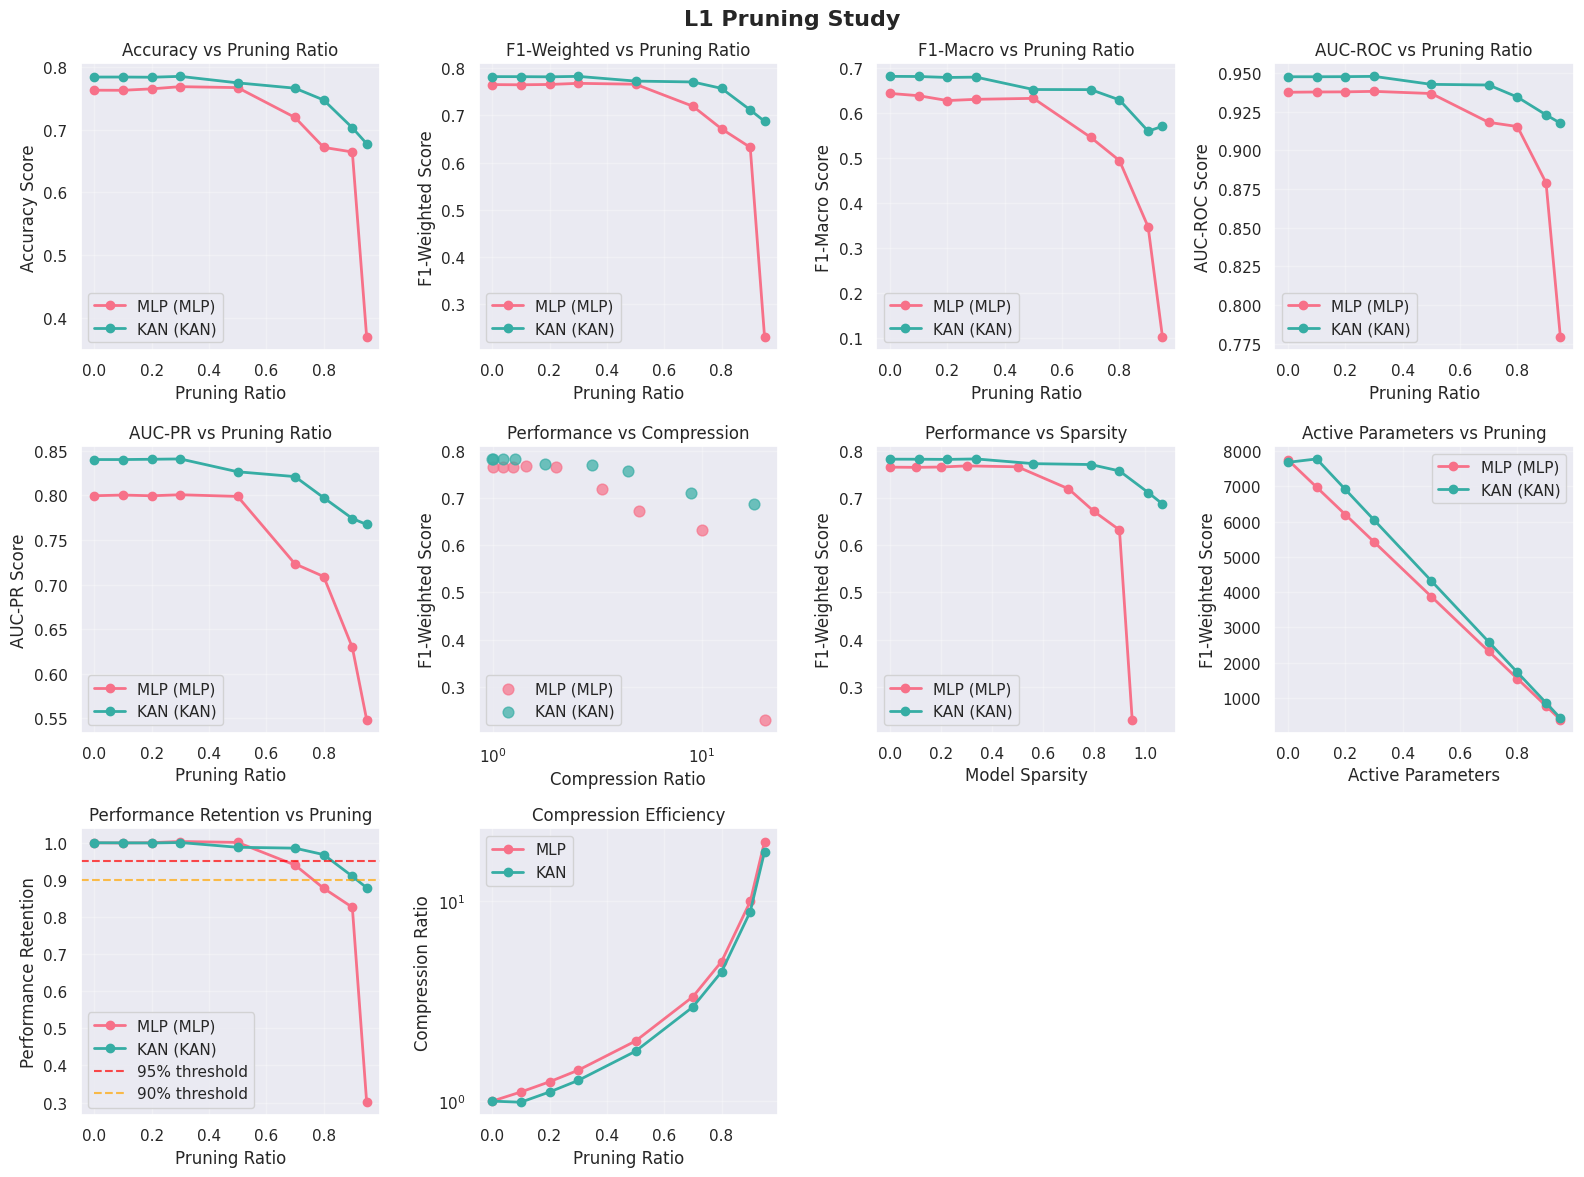 L1 Pruning Study
Accuracy vs Pruning Ratio
Accuracy Score
0.8
0.7
0.6
0.5
0.4
MLP (MLP)
KAN (KAN)
0.0 0.2 0.4 0.6 0.8
Pruning Ratio
F1-Weighted vs Pruning Ratio
F1-Weighted Score
0.8
0.7
0.6
0.5
0.4
0.3
MLP (MLP)
KAN (KAN)
0.0 0.2 0.4 0.6 0.8
Pruning Ratio
F1-Macro vs Pruning Ratio
F1-Macro Score
0.7
0.6
0.5
0.4
0.3
0.2
0.1
MLP (MLP)
KAN (KAN)
0.0 0.2 0.4 0.6 0.8
Pruning Ratio
AUC-ROC vs Pruning Ratio
AUC-ROC Score
0.950
0.925
0.900
0.875
0.850
0.825
0.800
0.775
MLP (MLP)
KAN (KAN)
0.0 0.2 0.4 0.6 0.8
Pruning Ratio
AUC-PR vs Pruning Ratio
AUC-PR Score
0.85
0.80
0.75
0.70
0.65
0.60
0.55
MLP (MLP)
KAN (KAN)
0.0 0.2 0.4 0.6 0.8
Pruning Ratio
Performance vs Compression
F1-Weighted Score
0.8
0.7
0.6
0.5
0.4
0.3
MLP (MLP)
KAN (KAN)
10⁰ 10¹
Compression Ratio
Performance vs Sparsity
F1-Weighted Score
0.8
0.7
0.6
0.5
0.4
0.3
MLP (MLP)
KAN (KAN)
0.0 0.2 0.4 0.6 0.8 1.0
Model Sparsity
Active Parameters vs Pruning
F1-Weighted Score
8000
7000
6000
5000
4000
3000
2000
1000
MLP (MLP)
KAN (KAN)
0.0 0.2 0.4 0.6 0.8
Active Parameters
Performance Retention vs Pruning
Performance Retention
1.0
0.9
0.8
0.7
0.6
0.5
0.4
0.3
MLP (MLP)
KAN (KAN)
95% threshold
90% threshold
0.0 0.2 0.4 0.6 0.8
Pruning Ratio
Compression Efficiency
Compression Ratio
MLP
KAN
10¹
10⁰
0.0 0.2 0.4 0.6 0.8
Pruning Ratio